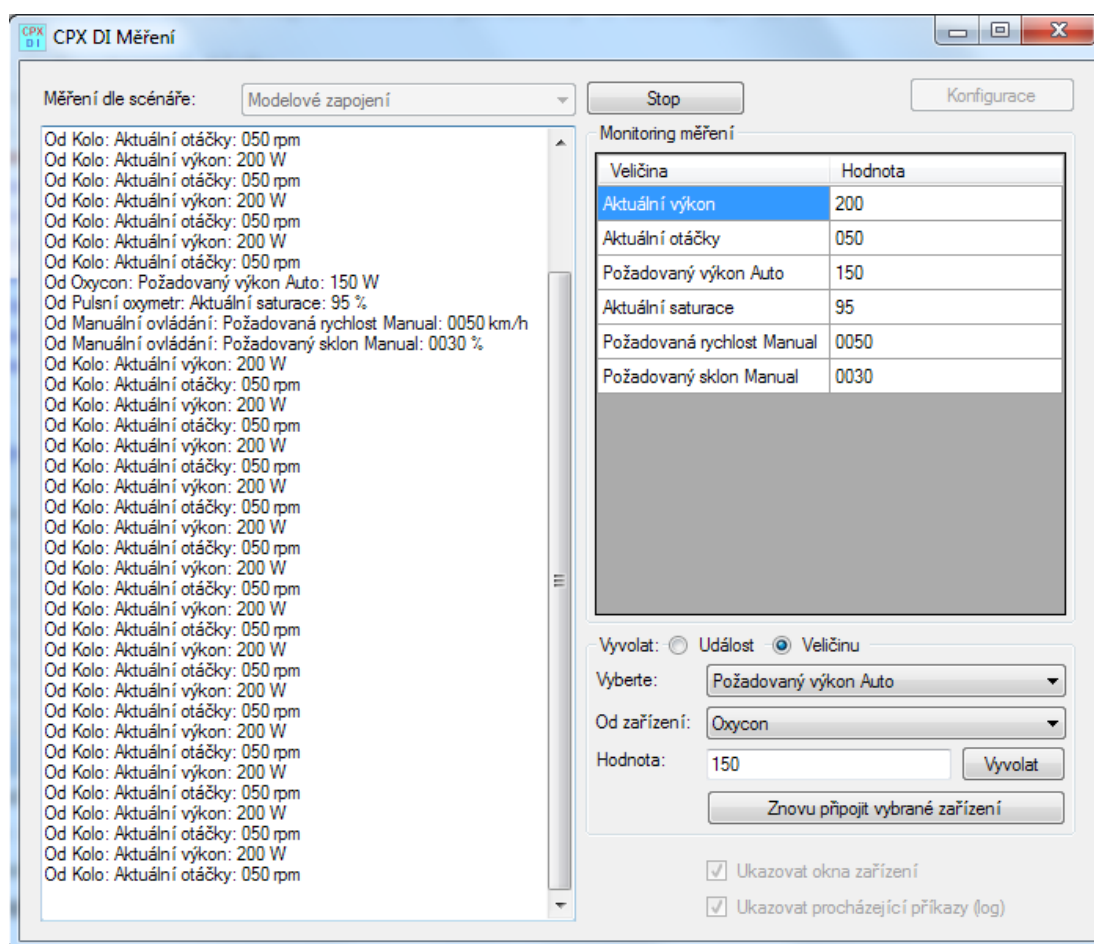 CPX DI CPX DI Měření
Měření dle scénáře: Modelové zapojení Stop Konfigurace
Od Kolo: Aktuální otáčky: 050 rpm
Od Kolo: Aktuální výkon: 200 W
Od Kolo: Aktuální otáčky: 050 rpm
Od Kolo: Aktuální výkon: 200 W
Od Kolo: Aktuální otáčky: 050 rpm
Od Kolo: Aktuální výkon: 200 W
Od Kolo: Aktuální otáčky: 050 rpm
Od Oxycon: Požadovaný výkon Auto: 150 W
Od Pulsní oxymetr: Aktuální saturace: 95 %
Od Manuální ovládání: Požadovaná rychlost Manual: 0050 km/h
Od Manuální ovládání: Požadovaný sklon Manual: 0030 %
Od Kolo: Aktuální výkon: 200 W
Od Kolo: Aktuální otáčky: 050 rpm
Od Kolo: Aktuální výkon: 200 W
Od Kolo: Aktuální otáčky: 050 rpm
Od Kolo: Aktuální výkon: 200 W
Od Kolo: Aktuální otáčky: 050 rpm
Od Kolo: Aktuální výkon: 200 W
Od Kolo: Aktuální otáčky: 050 rpm
Od Kolo: Aktuální výkon: 200 W
Od Kolo: Aktuální otáčky: 050 rpm
Od Kolo: Aktuální výkon: 200 W
Od Kolo: Aktuální otáčky: 050 rpm
Od Kolo: Aktuální výkon: 200 W
Od Kolo: Aktuální otáčky: 050 rpm
Od Kolo: Aktuální výkon: 200 W
Od Kolo: Aktuální otáčky: 050 rpm
Od Kolo: Aktuální výkon: 200 W
Od Kolo: Aktuální otáčky: 050 rpm
Od Kolo: Aktuální výkon: 200 W
Od Kolo: Aktuální otáčky: 050 rpm
Od Kolo: Aktuální výkon: 200 W
Od Kolo: Aktuální otáčky: 050 rpm
Od Kolo: Aktuální výkon: 200 W
Od Kolo: Aktuální otáčky: 050 rpm
Od Kolo: Aktuální výkon: 200 W
Od Kolo: Aktuální otáčky: 050 rpm
Monitoring měření
Veličina Hodnota
Aktuální výkon 200
Aktuální otáčky 050
Požadovaný výkon Auto 150
Aktuální saturace 95
Požadovaná rychlost Manual 0050
Požadovaný sklon Manual 0030
Vyvolat: Událost Veličinu
Vyberte: Požadovaný výkon Auto
Od zařízení: Oxycon
Hodnota: 150 Vyvolat
Znovu připojit vybrané zařízení
Ukazovat okna zařízení
Ukazovat procházející příkazy (log)